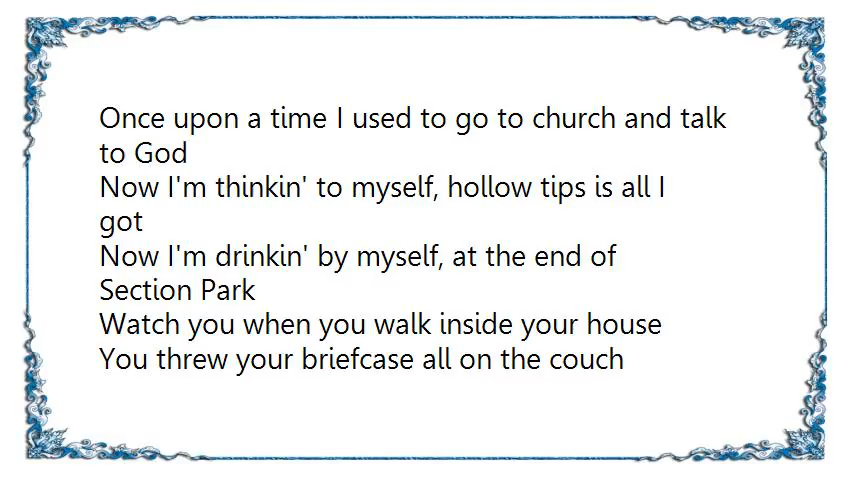 Once upon a time I used to go to church and talk
to God
Now I'm thinkin' to myself, hollow tips is all I
got
Now I'm drinkin' by myself, at the end of
Section Park
Watch you when you walk inside your house
You threw your briefcase all on the couch